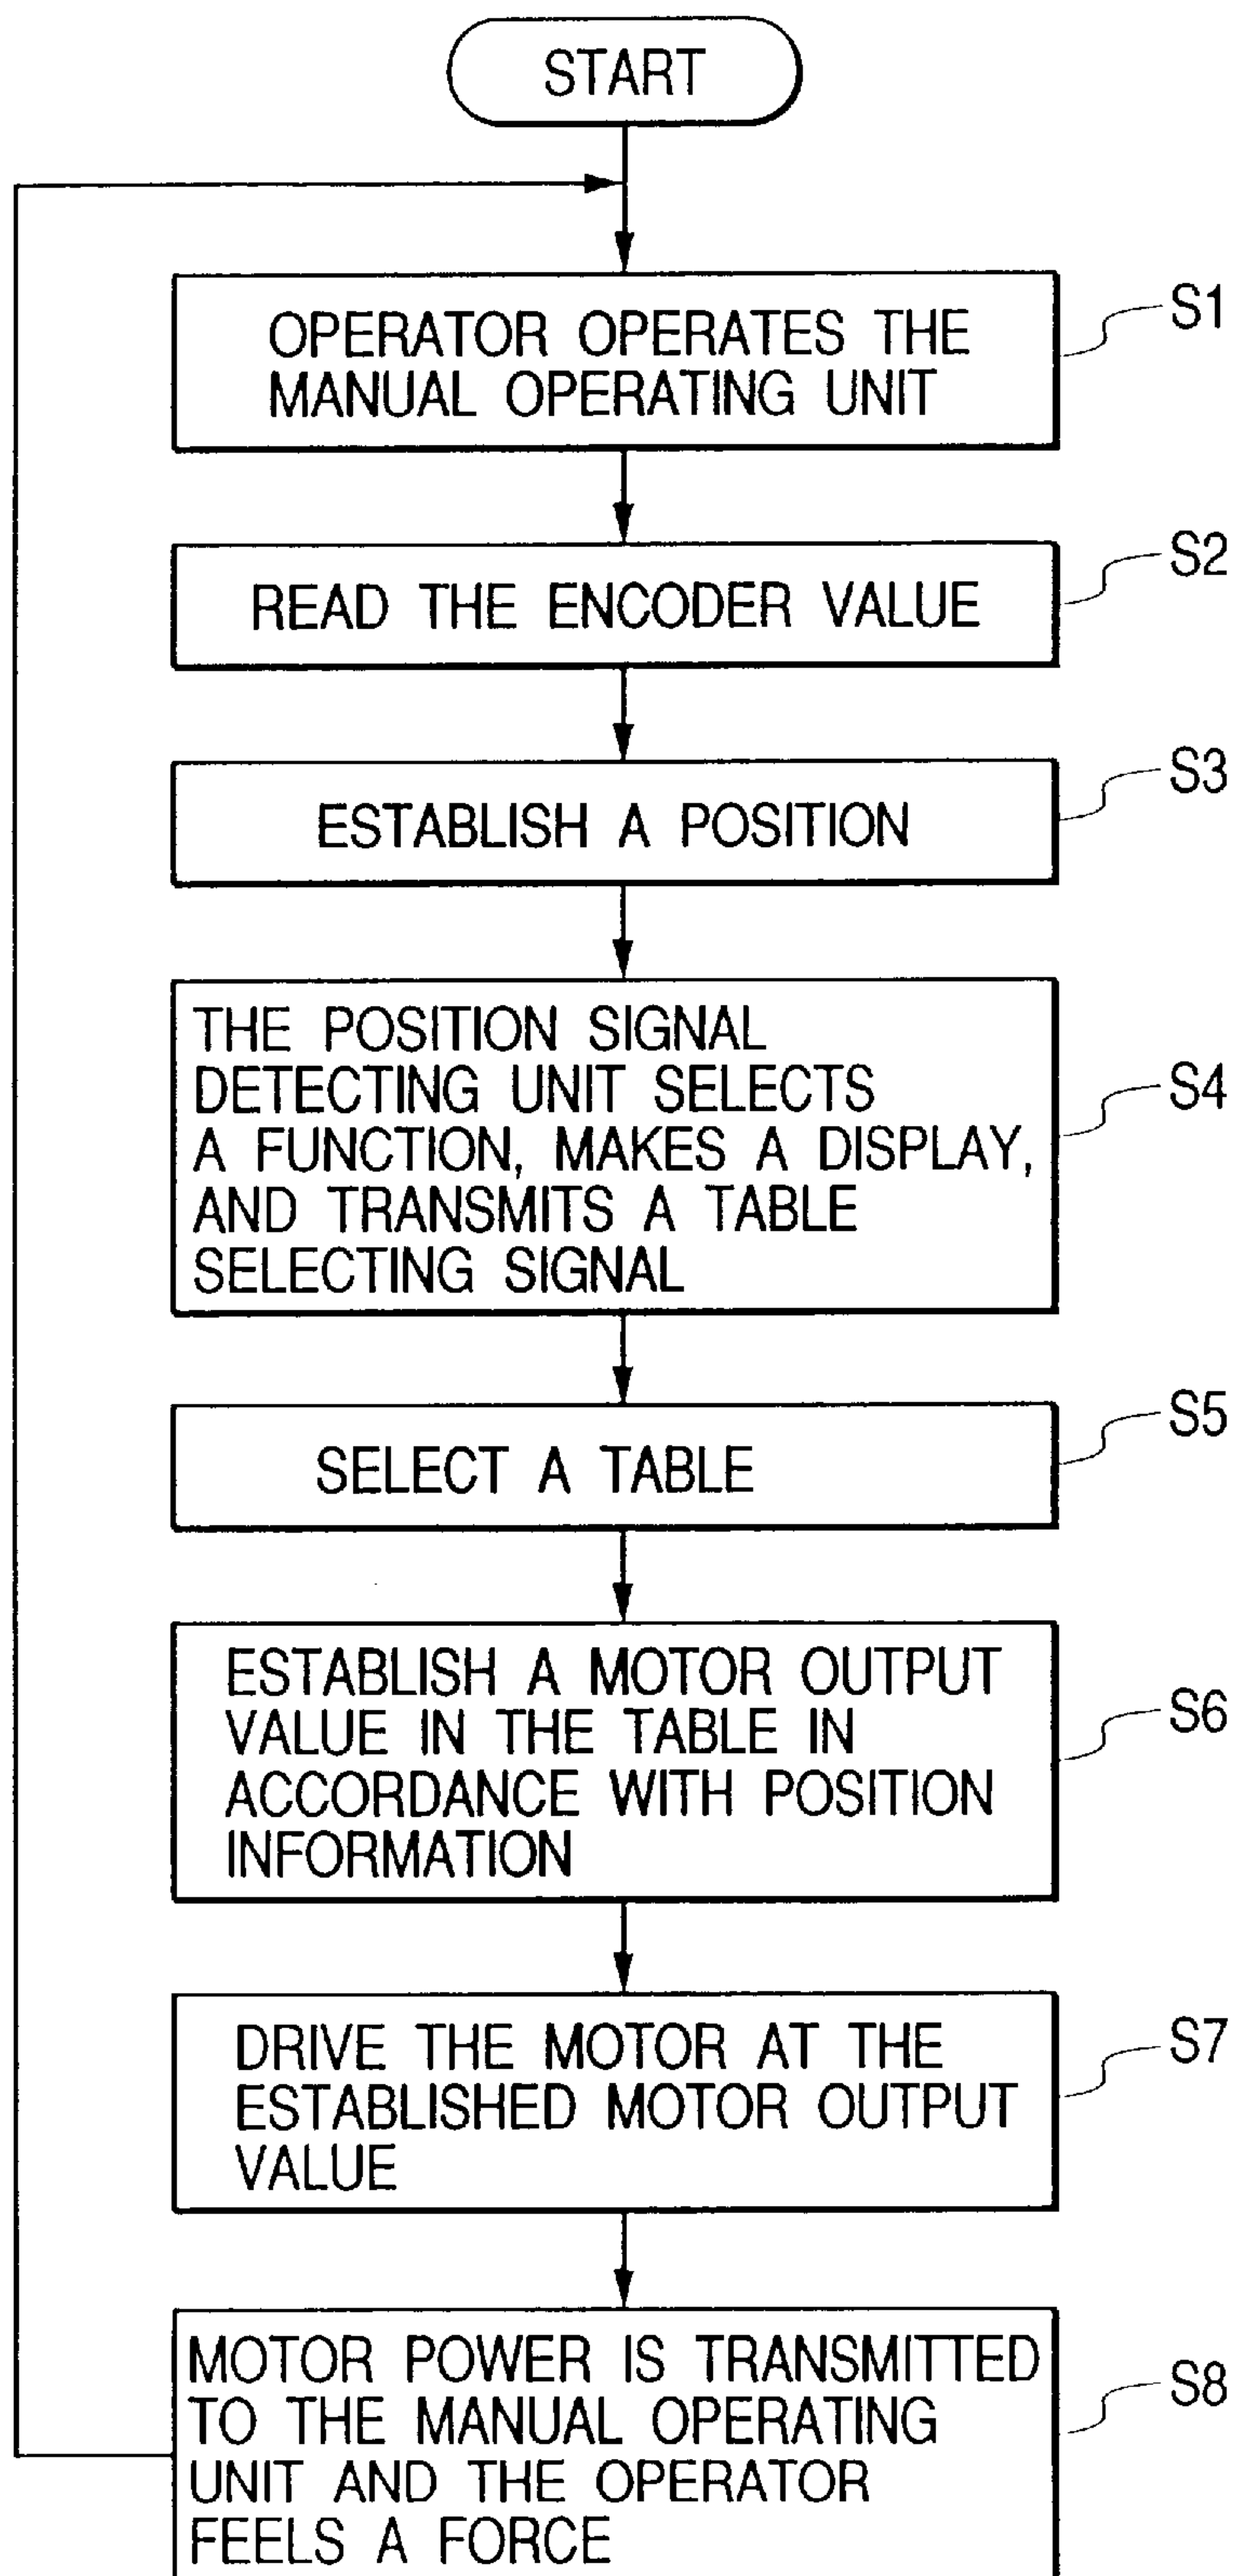 START
OPERATOR OPERATES THE
MANUAL OPERATING UNIT
S1
READ THE ENCODER VALUE
S2
ESTABLISH A POSITION
S3
THE POSITION SIGNAL
DETECTING UNIT SELECTS
A FUNCTION, MAKES A DISPLAY,
AND TRANSMITS A TABLE
SELECTING SIGNAL
S4
SELECT A TABLE
S5
ESTABLISH A MOTOR OUTPUT
VALUE IN THE TABLE IN
ACCORDANCE WITH POSITION
INFORMATION
S6
DRIVE THE MOTOR AT THE
ESTABLISHED MOTOR OUTPUT
VALUE
S7
MOTOR POWER IS TRANSMITTED
TO THE MANUAL OPERATING
UNIT AND THE OPERATOR
FEELS A FORCE
S8